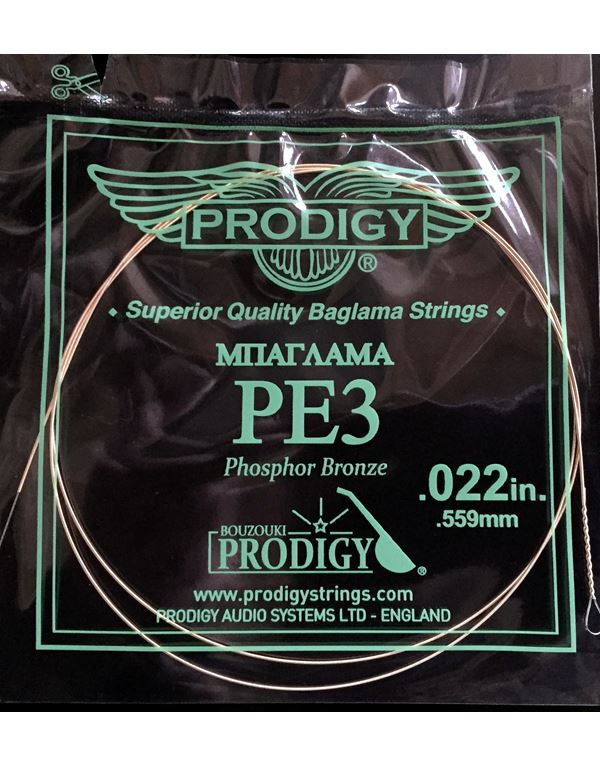 PRODIGY
®
Superior Quality Baglama Strings
ΜΠΑΓΛΑΜΑ
ΡΕ3
Phosphor Bronze
.022in.
.559mm
BOUZOUKI
PRODIGY®
www.prodigystrings.com
PRODIGY AUDIO SYSTEMS LTD - ENGLAND